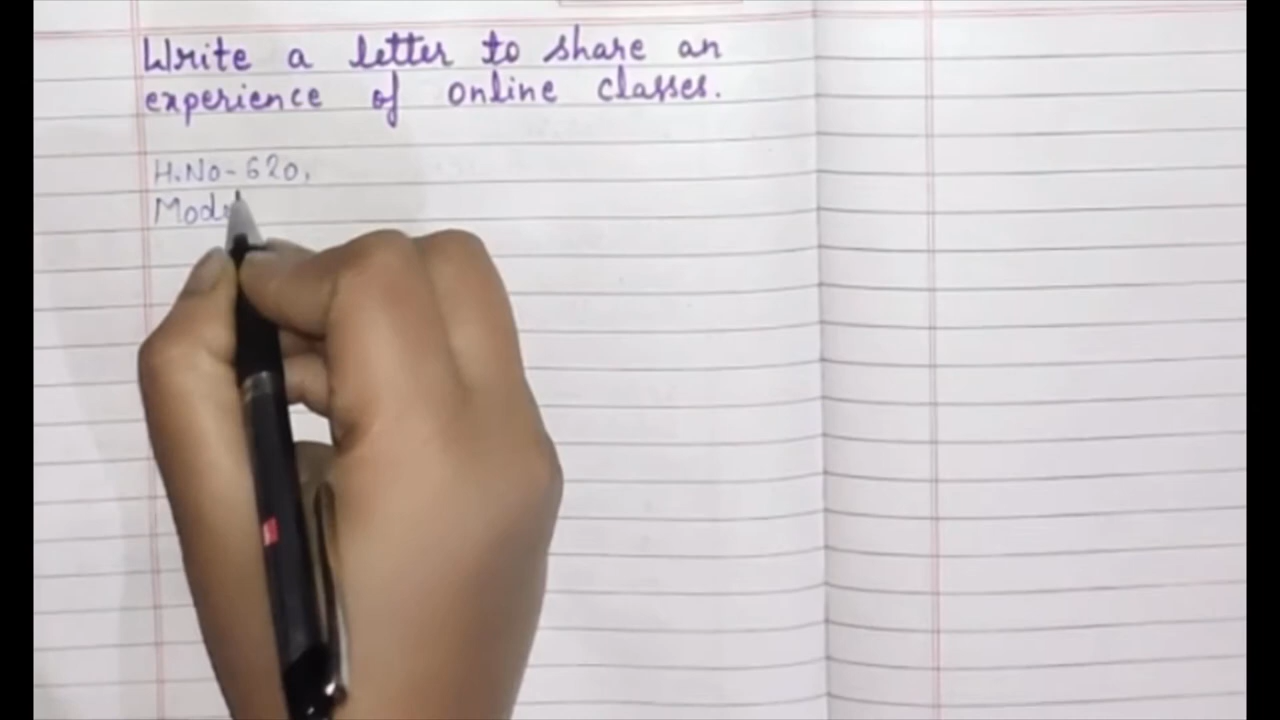 Write a letter to share an
experience of online classes.
H.No-620,